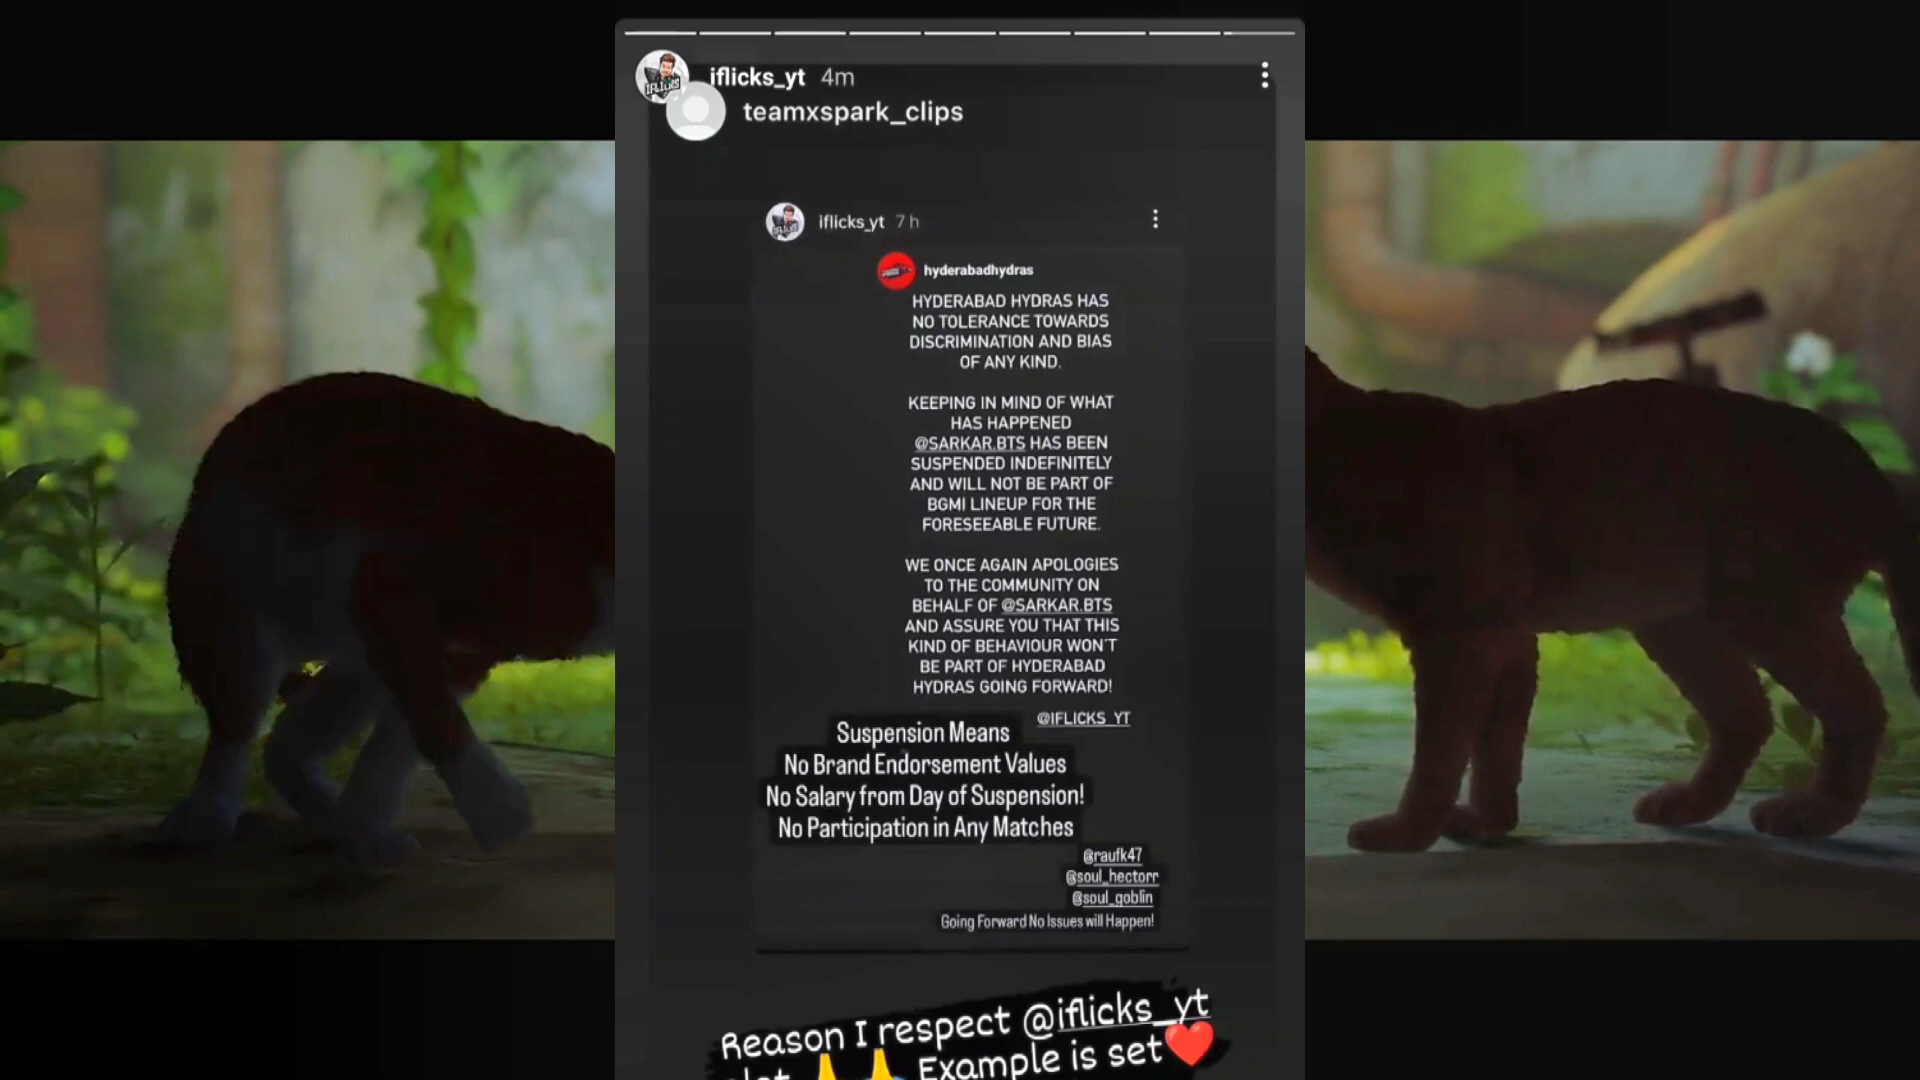 iflicks_yt 4m
teamxspark_clips
iflicks_yt 7 h
hyderabadhydras
HYDERABAD HYDRAS HAS
NO TOLERANCE TOWARDS
DISCRIMINATION AND BIAS
OF ANY KIND.
KEEPING IN MIND OF WHAT
HAS HAPPENED
@SARKAR.BTS HAS BEEN
SUSPENDED INDEFINITELY
AND WILL NOT BE PART OF
BGMI LINEUP FOR THE
FORESEEABLE FUTURE.
WE ONCE AGAIN APOLOGIES
TO THE COMMUNITY ON
BEHALF OF @SARKAR.BTS
AND ASSURE YOU THAT THIS
KIND OF BEHAVIOUR WON'T
BE PART OF HYDERABAD
HYDRAS GOING FORWARD!
@IFLICKS_YT
Suspension Means
No Brand Endorsement Values
No Salary from Day of Suspension!
No Participation in Any Matches
@raufk47
@soul_hectorr
@soul_goblin
Going Forward No Issues will Happen!
Reason I respect @iflicks_yt
🙏🙏 Example is set❤️